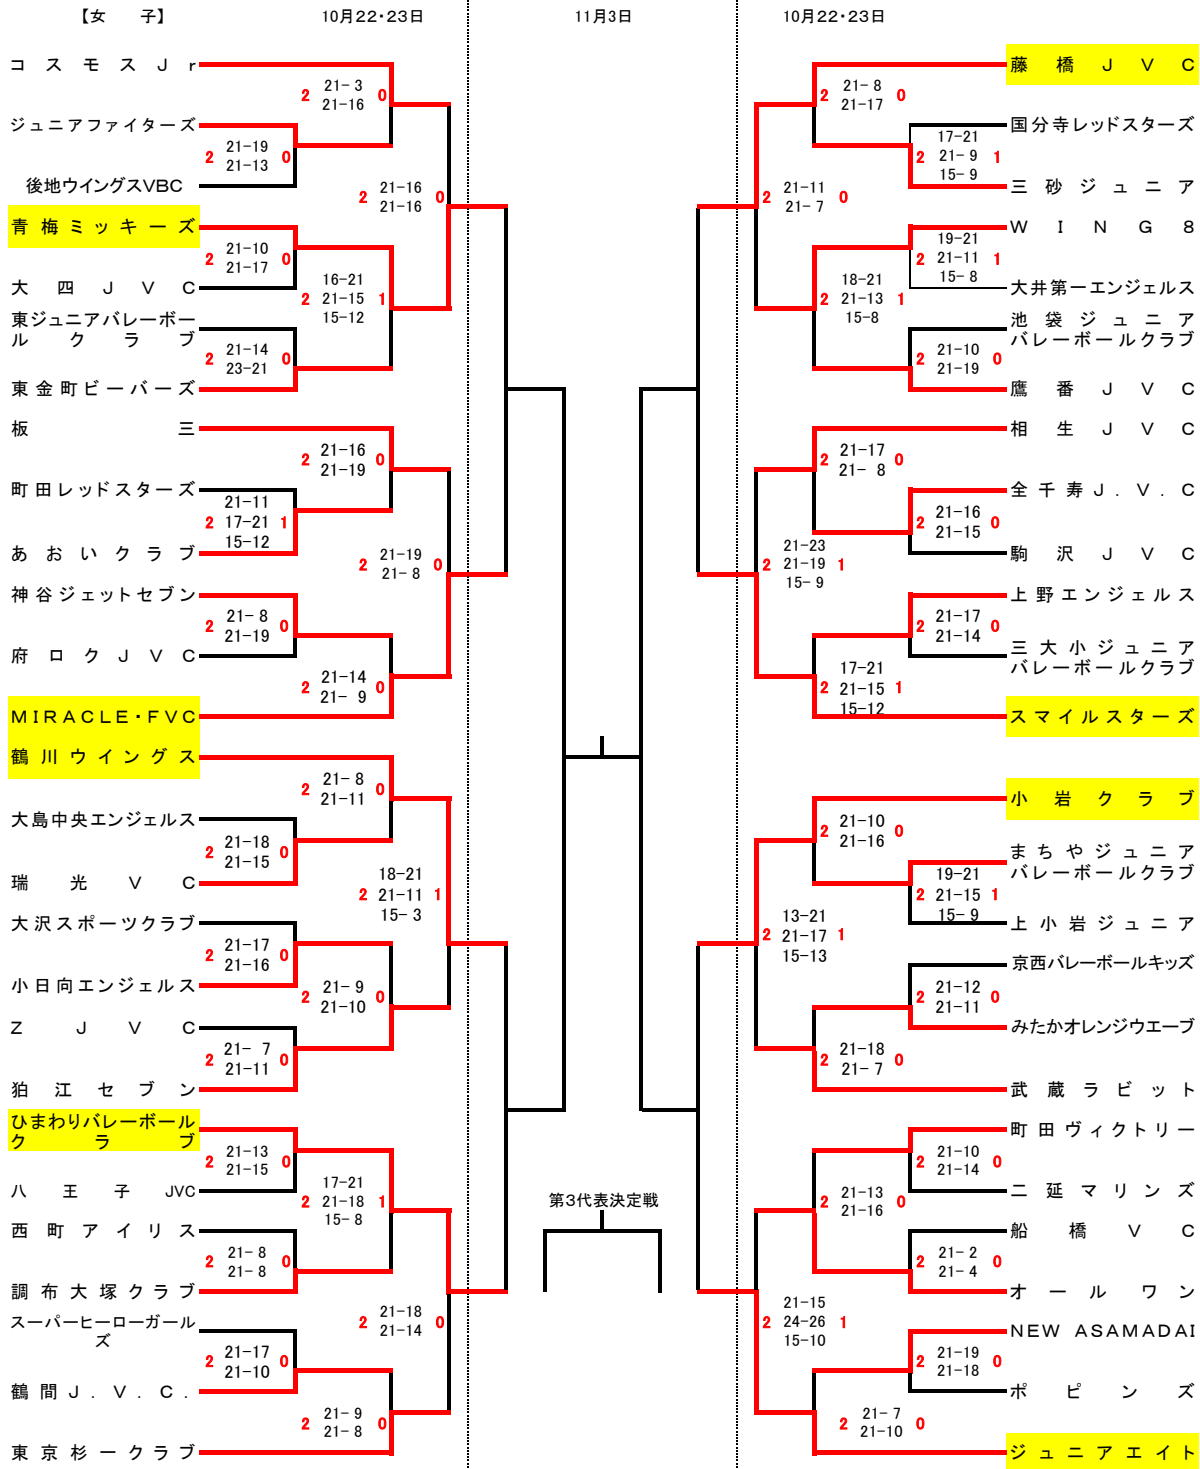 【女　子】
10月22・23日
11月3日
10月22・23日
コスモスJr
2 21-3 0
21-16
ジュニアファイターズ
2 21-19 0
21-13
後地ウイングスVBC
2 21-16 0
21-16
青梅ミッキーズ
2 21-10 0
21-17
大四JVC
2 16-21 1
21-15
15-12
東ジュニアバレーボー
ルクラブ
2 21-14 0
23-21
東金町ビーバーズ
板三
2 21-16 0
21-19
町田レッドスターズ
21-11
2 17-21 1
15-12
あおいクラブ
2 21-19 0
21-8
神谷ジェットセブン
2 21-8 0
21-19
府ロクJVC
2 21-14 0
21-9
MIRACLE・FVC
鶴川ウイングス
2 21-8 0
21-11
大島中央エンジェルス
2 21-18 0
21-15
瑞光VC
18-21
2 21-11 1
15-3
大沢スポーツクラブ
2 21-17 0
21-16
小日向エンジェルス
2 21-9 0
21-10
ZJVC
2 21-7 0
21-11
狛江セブン
ひまわりバレーボール
クラブ
2 21-13 0
21-15
八王子JVC
17-21
2 21-18 1
15-8
西町アイリス
2 21-8 0
21-8
調布大塚クラブ
2 21-18 0
21-14
スーパーヒーローガール
ズ
2 21-17 0
21-10
鶴間J.V.C.
2 21-9 0
21-8
東京杉一クラブ
第3代表決定戦
藤橋JVC
2 21-8 0
21-17
国分寺レッドスターズ
17-21
2 21-9 1
15-9
三砂ジュニア
2 21-11 0
21-7
WING8
19-21
2 21-11 1
15-8
大井第一エンジェルス
18-21
2 21-13 1
15-8
池袋ジュニア
バレーボールクラブ
2 21-10 0
21-19
鷹番JVC
相生JVC
2 21-17 0
21-8
全千寿J.V.C
2 21-16 0
21-15
駒沢JVC
21-23
2 21-19 1
15-9
上野エンジェルス
2 21-17 0
21-14
三大小ジュニア
バレーボールクラブ
17-21
2 21-15 1
15-12
スマイルスターズ
小岩クラブ
2 21-10 0
21-16
まちやジュニア
バレーボールクラブ
19-21
2 21-15 1
15-9
上小岩ジュニア
13-21
2 21-17 1
15-13
京西バレーボールキッズ
2 21-12 0
21-11
みたかオレンジウエーブ
2 21-18 0
21-7
武蔵ラビット
町田ヴィクトリー
2 21-10 0
21-14
二延マリンズ
2 21-13 0
21-16
船橋VC
2 21-2 0
21-4
オールワン
21-15
2 24-26 1
15-10
NEW ASAMADAI
2 21-19 0
21-18
ポピンズ
2 21-7 0
21-10
ジュニアエイト